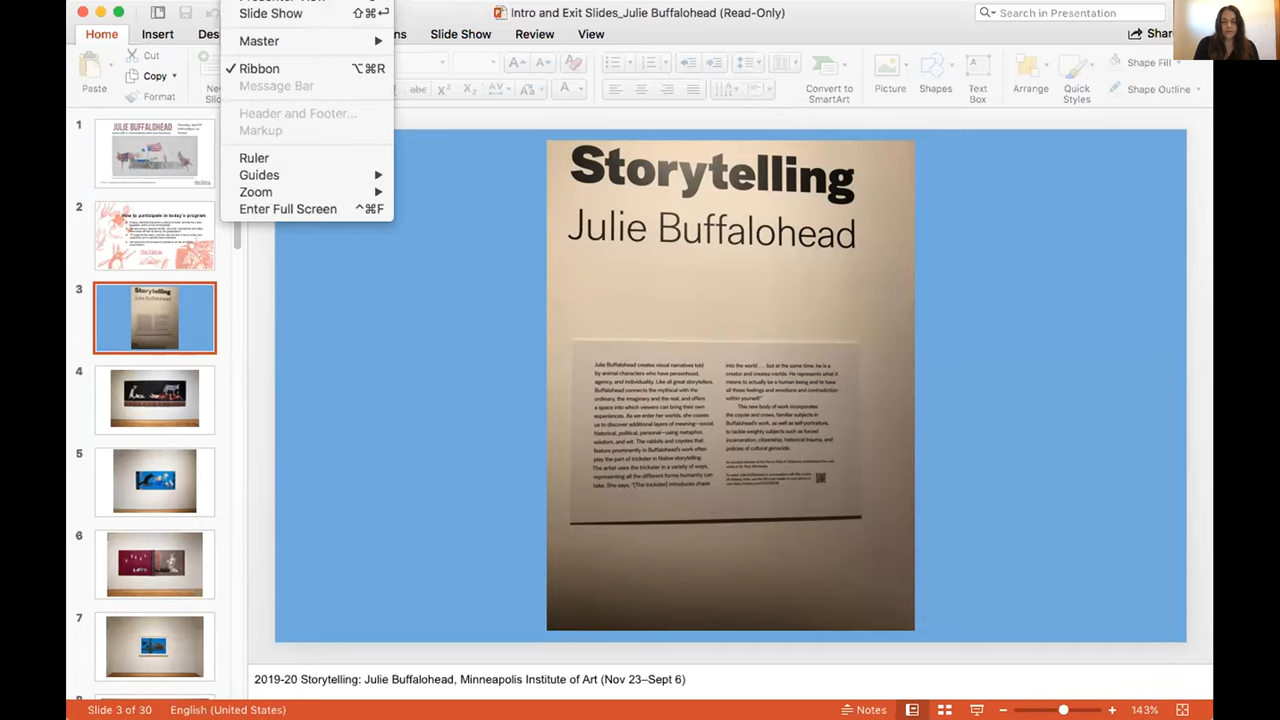 Slide Show ⇧⌘↩
Intro and Exit Slides_Julie Buffalohead (Read-Only)
Search in Presentation
Home Insert Des ns Slide Show Review View Shar
Master
Ribbon ⌥⌘R
Message Bar
Header and Footer...
Markup
Ruler
Guides
Zoom
Enter Full Screen ^⌘F
Paste
Cut
Copy
Format
Convert to SmartArt
Picture
Shapes
Text Box
Arrange
Quick Styles
Shape Fill
Shape Outline
1
JULIE BUFFALOHEAD
2
How to participate in today's program
3
Storytelling
Julie Buffalohead
4
5
6
7
Storytelling
Julie Buffalohead
Julie Buffalohead creates visual narratives told
by animal characters who have personhood,
agency, and individuality. Like all great storytellers,
Buffalohead connects the mythical with the
ordinary, the imaginary and the real, and offers
a space into which viewers can bring their own
experiences. As we enter her worlds, she coaxes
us to discover additional layers of meaning—social,
historical, political, personal—using metaphor,
wisdom, and wit. The rabbits and coyotes that
feature prominently in Buffalohead's work often
play the part of trickster in Native storytelling.
The artist uses the trickster in a variety of ways,
representing all the different forms humanity can
take. She says, "[The trickster] introduces chaos
into the world . . . but at the same time, he is a
creator and creates worlds. He represents what it
means to actually be a human being and to have
all these feelings and emotions and contradiction
within yourself."
This new body of work incorporates
the coyote and crows, familiar subjects in
Buffalohead's work, as well as self-portraiture,
to tackle weighty subjects such as forced
incarceration, citizenship, historical trauma, and
policies of cultural genocide.
2019-20 Storytelling: Julie Buffalohead, Minneapolis Institute of Art (Nov 23–Sept 6)
Slide 3 of 30 English (United States) Notes 143%